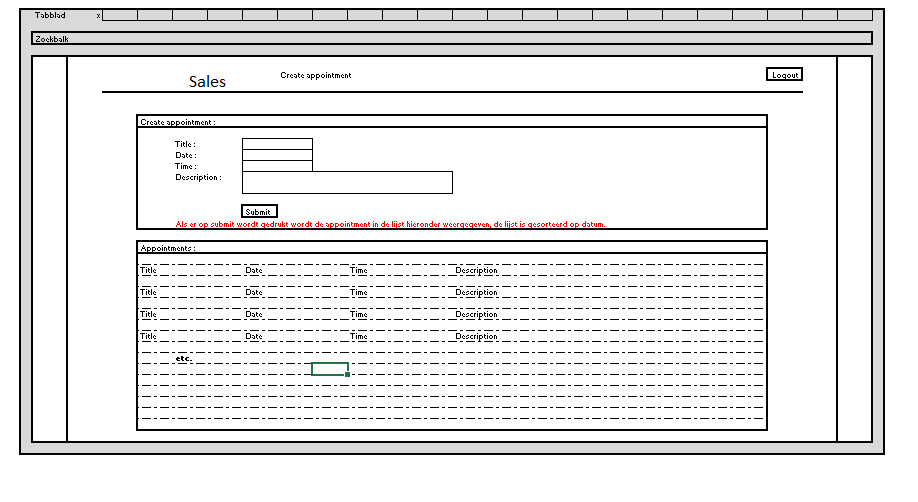 Tabblad x
Zoekbalk
Sales Create appointment Logout
Create appointment :
Title :
Date :
Time :
Description :
Submit
Als er op submit wordt gedrukt wordt de appointment in de lijst hieronder weergegeven, de lijst is gesorteerd op datum.
Appointments :
Title Date Time Description
Title Date Time Description
Title Date Time Description
Title Date Time Description
etc.